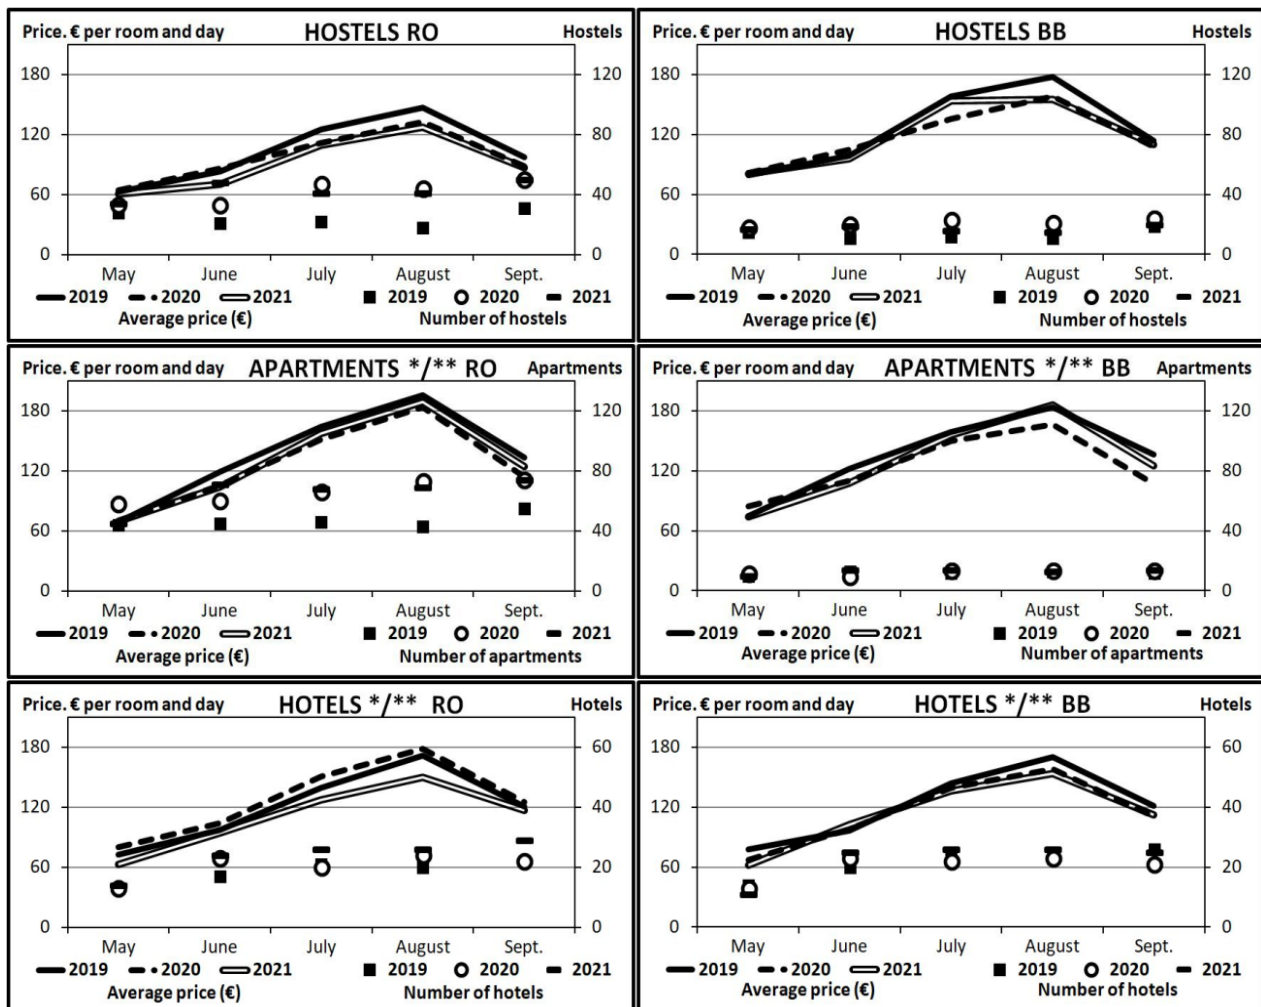 Price. € per room and day HOSTELS RO Hostels
180 120
120 80
60 40
0 0
May June July August Sept.
2019 2020 2021 2019 2020 2021
Average price (€) Number of hostels
Price. € per room and day HOSTELS BB Hostels
180 120
120 80
60 40
0 0
May June July August Sept.
2019 2020 2021 2019 2020 2021
Average price (€) Number of hostels
Price. € per room and day APARTMENTS */** RO Apartments
180 120
120 80
60 40
0 0
May June July August Sept.
2019 2020 2021 2019 2020 2021
Average price (€) Number of apartments
Price. € per room and day APARTMENTS */** BB Apartments
180 120
120 80
60 40
0 0
May June July August Sept.
2019 2020 2021 2019 2020 2021
Average price (€) Number of apartments
Price. € per room and day HOTELS */** RO Hotels
180 60
120 40
60 20
0 0
May June July August Sept.
2019 2020 2021 2019 2020 2021
Average price (€) Number of hotels
Price. € per room and day HOTELS */** BB Hotels
180 60
120 40
60 20
0 0
May June July August Sept.
2019 2020 2021 2019 2020 2021
Average price (€) Number of hotels